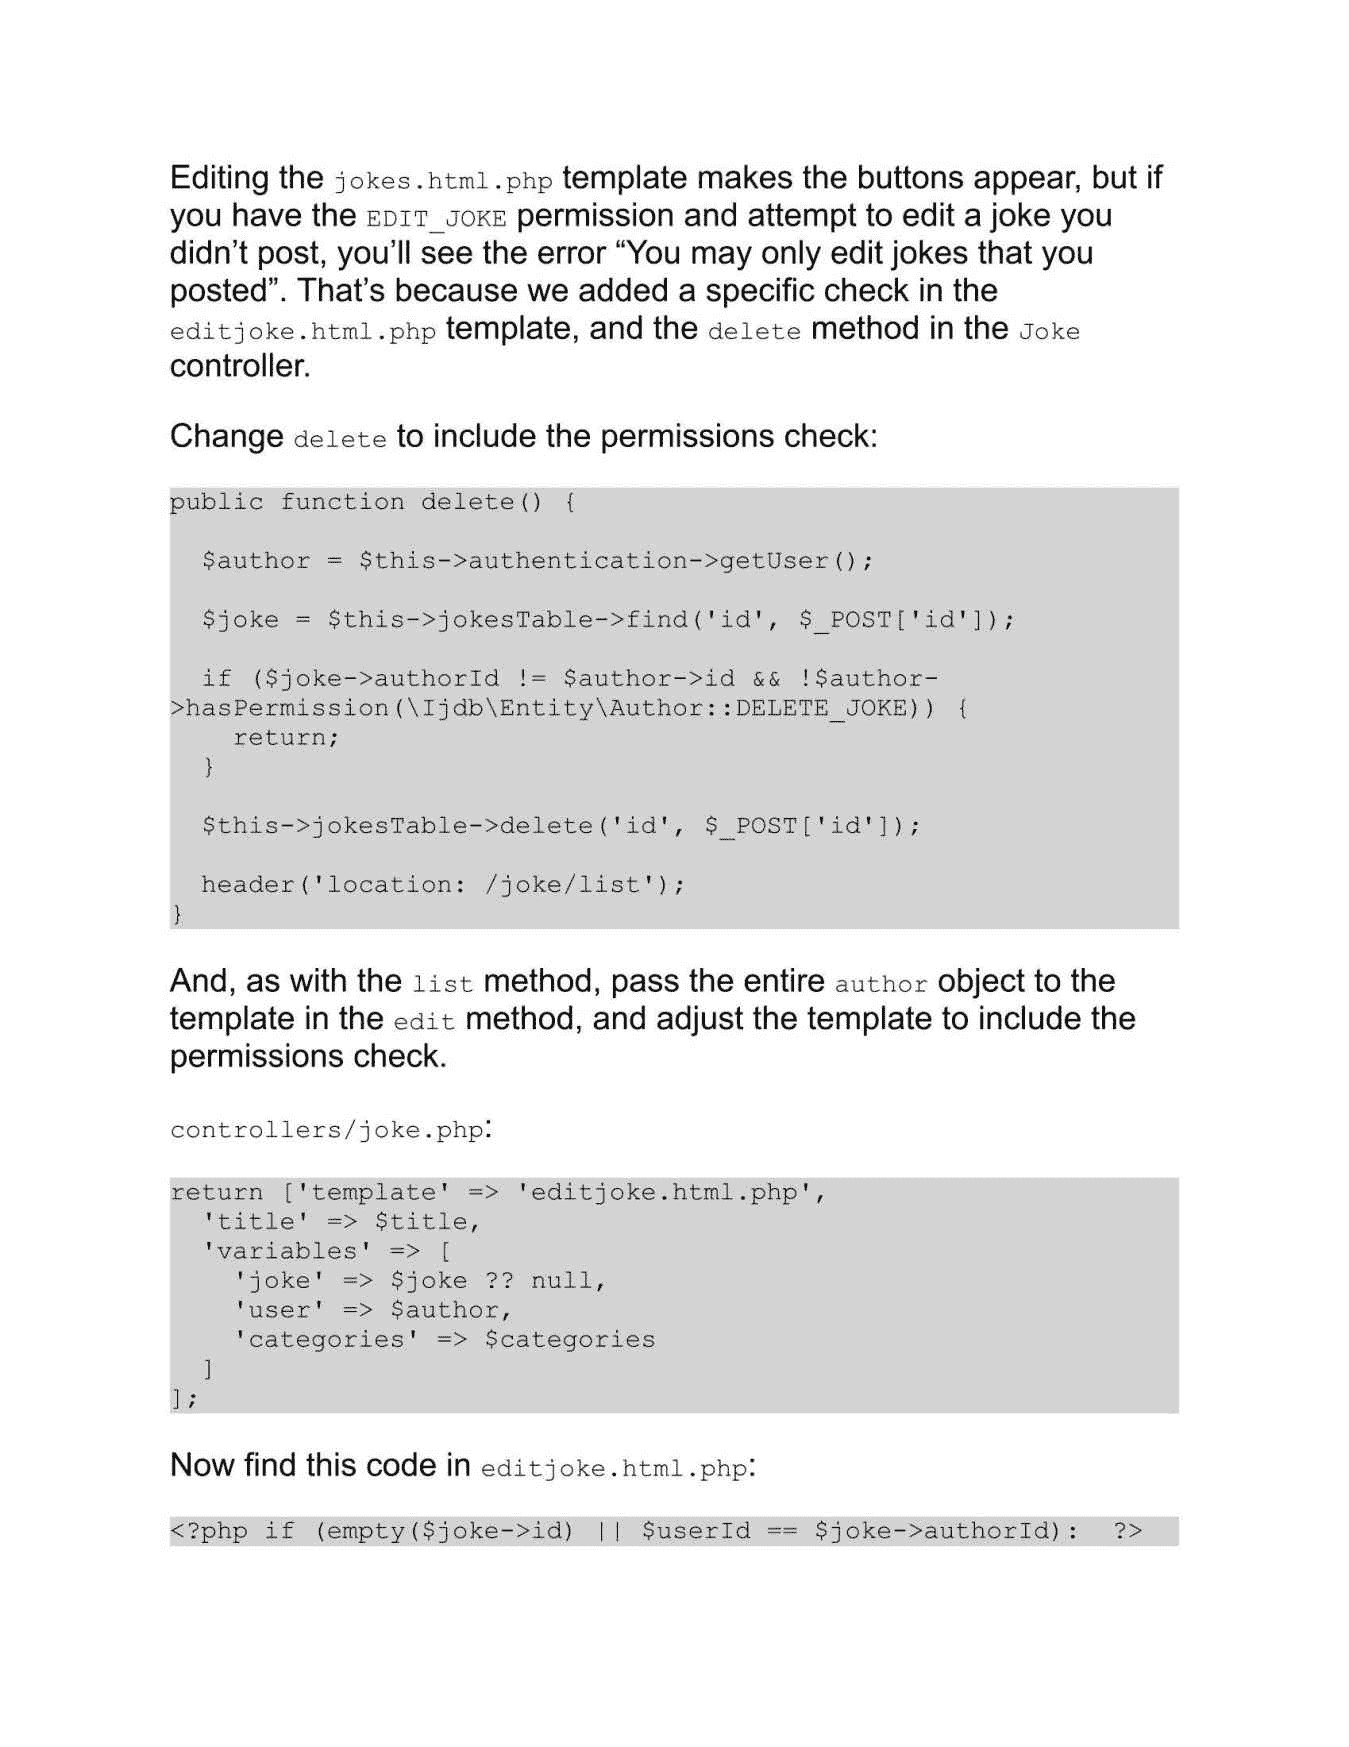 Editing the jokes.html.php template makes the buttons appear, but if
you have the EDIT_JOKE permission and attempt to edit a joke you
didn’t post, you’ll see the error “You may only edit jokes that you
posted”. That’s because we added a specific check in the
editjoke.html.php template, and the delete method in the Joke
controller.
Change delete to include the permissions check:
public function delete() {
  $author = $this->authentication->getUser();
  $joke = $this->jokesTable->find('id', $_POST['id']);
  if ($joke->authorId != $author->id && !$author-
>hasPermission(\Ijdb\Entity\Author::DELETE_JOKE)) {
    return;
  }
  $this->jokesTable->delete('id', $_POST['id']);
  header('location: /joke/list');
}
And, as with the list method, pass the entire author object to the
template in the edit method, and adjust the template to include the
permissions check.
controllers/joke.php:
return ['template' => 'editjoke.html.php',
  'title' => $title,
  'variables' => [
    'joke' => $joke ?? null,
    'user' => $author,
    'categories' => $categories
  ]
];
Now find this code in editjoke.html.php:
<?php if (empty($joke->id) || $userId == $joke->authorId):  ?>